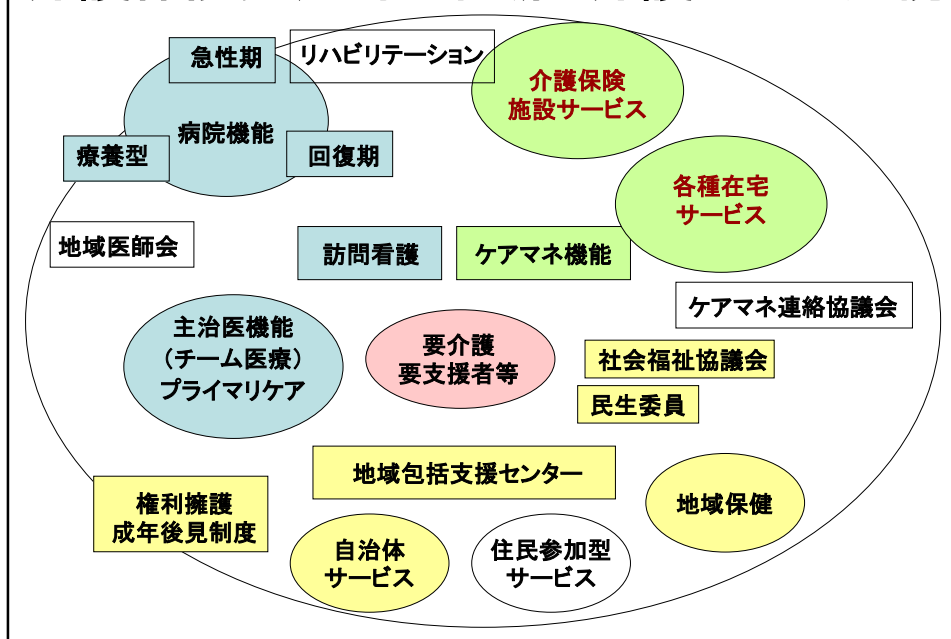 急性期
リハビリテーション
介護保険
施設サービス
病院機能
療養型
回復期
各種在宅
サービス
地域医師会
訪問看護
ケアマネ機能
ケアマネ連絡協議会
主治医機能
（チーム医療）
プライマリケア
要介護
要支援者等
社会福祉協議会
民生委員
地域包括支援センター
権利擁護
成年後見制度
地域保健
自治体
サービス
住民参加型
サービス